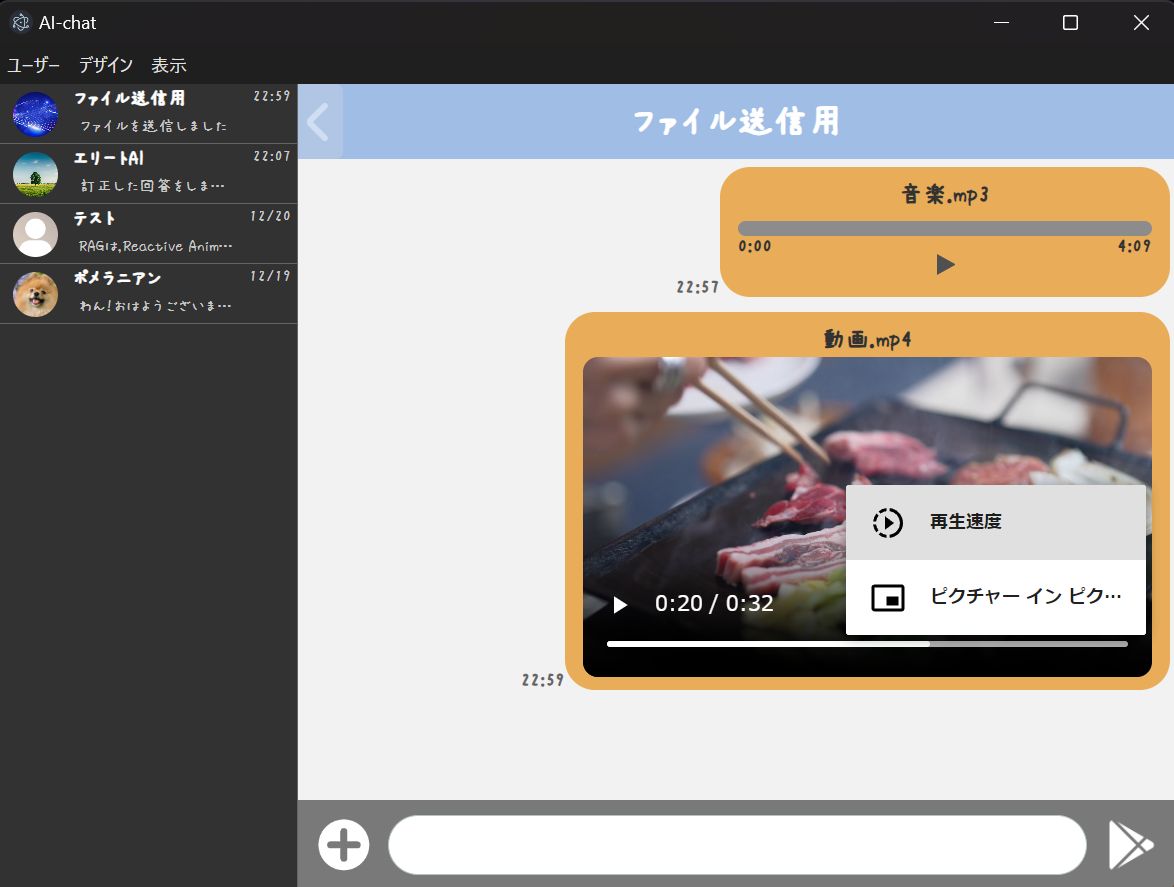 AI-chat
ユーザー デザイン 表示
ファイル送信用 22:59
ファイルを送信しました
エリートAI 22:07
訂正した回答をしま…
テスト 12/20
RAGは,Reactive Anim…
ポメラニアン 12/19
わん!おはようございま…
ファイル送信用
音楽.mp3
0:00 4:09
22:57
動画.mp4
再生速度
ピクチャー イン ピク…
0:20 / 0:32
22:59